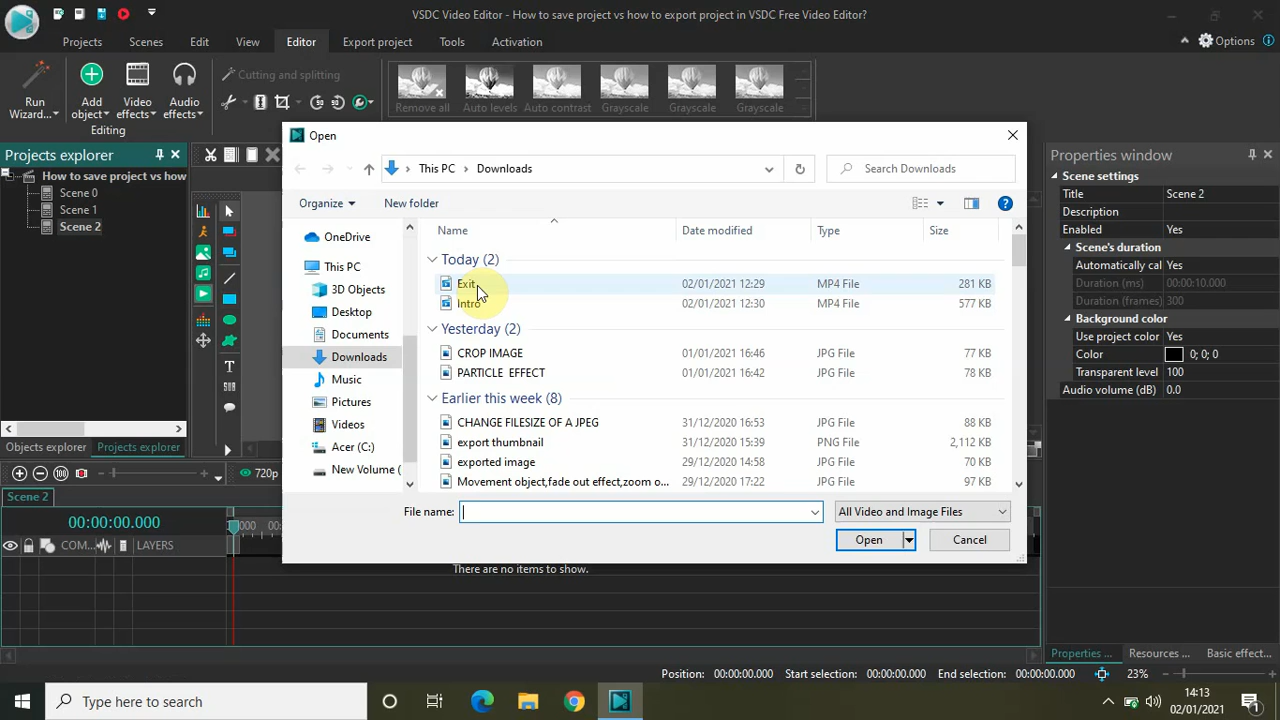 VSDC Video Editor - How to save project vs how to export project in VSDC Free Video Editor?
Projects Scenes Edit View Editor Export project Tools Activation Options
Run Wizard... Add object Video effects Audio effects
Editing
Cutting and splitting
Remove all Auto levels Auto contrast Grayscale Grayscale Grayscale
Projects explorer
How to save project vs how
Scene 0
Scene 1
Scene 2
Objects explorer Projects explorer
Open
This PC Downloads Search Downloads
Organize New folder
OneDrive
This PC
3D Objects
Desktop
Documents
Downloads
Music
Pictures
Videos
Acer (C:)
New Volume (
Name Date modified Type Size
Today (2)
Exit 02/01/2021 12:29 MP4 File 281 KB
Intro 02/01/2021 12:30 MP4 File 577 KB
Yesterday (2)
CROP IMAGE 01/01/2021 16:46 JPG File 77 KB
PARTICLE EFFECT 01/01/2021 16:42 JPG File 78 KB
Earlier this week (8)
CHANGE FILESIZE OF A JPEG 31/12/2020 16:53 JPG File 88 KB
export thumbnail 31/12/2020 15:39 PNG File 2,112 KB
exported image 29/12/2020 14:58 JPG File 70 KB
Movement object,fade out effect,zoom o... 29/12/2020 17:22 JPG File 97 KB
File name: All Video and Image Files
Open Cancel
Properties window
Scene settings
Title Scene 2
Description
Enabled Yes
Scene's duration
Automatically cal Yes
Duration (ms) 00:00:10.000
Duration (frames) 300
Background color
Use project color Yes
Color 0; 0; 0
Transparent level 100
Audio volume (dB) 0.0
Properties ... Resources ... Basic effect...
720p
Scene 2
00:00:00.000
COM... LAYERS
There are no items to show.
Position: 00:00:00.000 Start selection: 00:00:00.000 End selection: 00:00:00.000 23%
Type here to search
14:13
02/01/2021